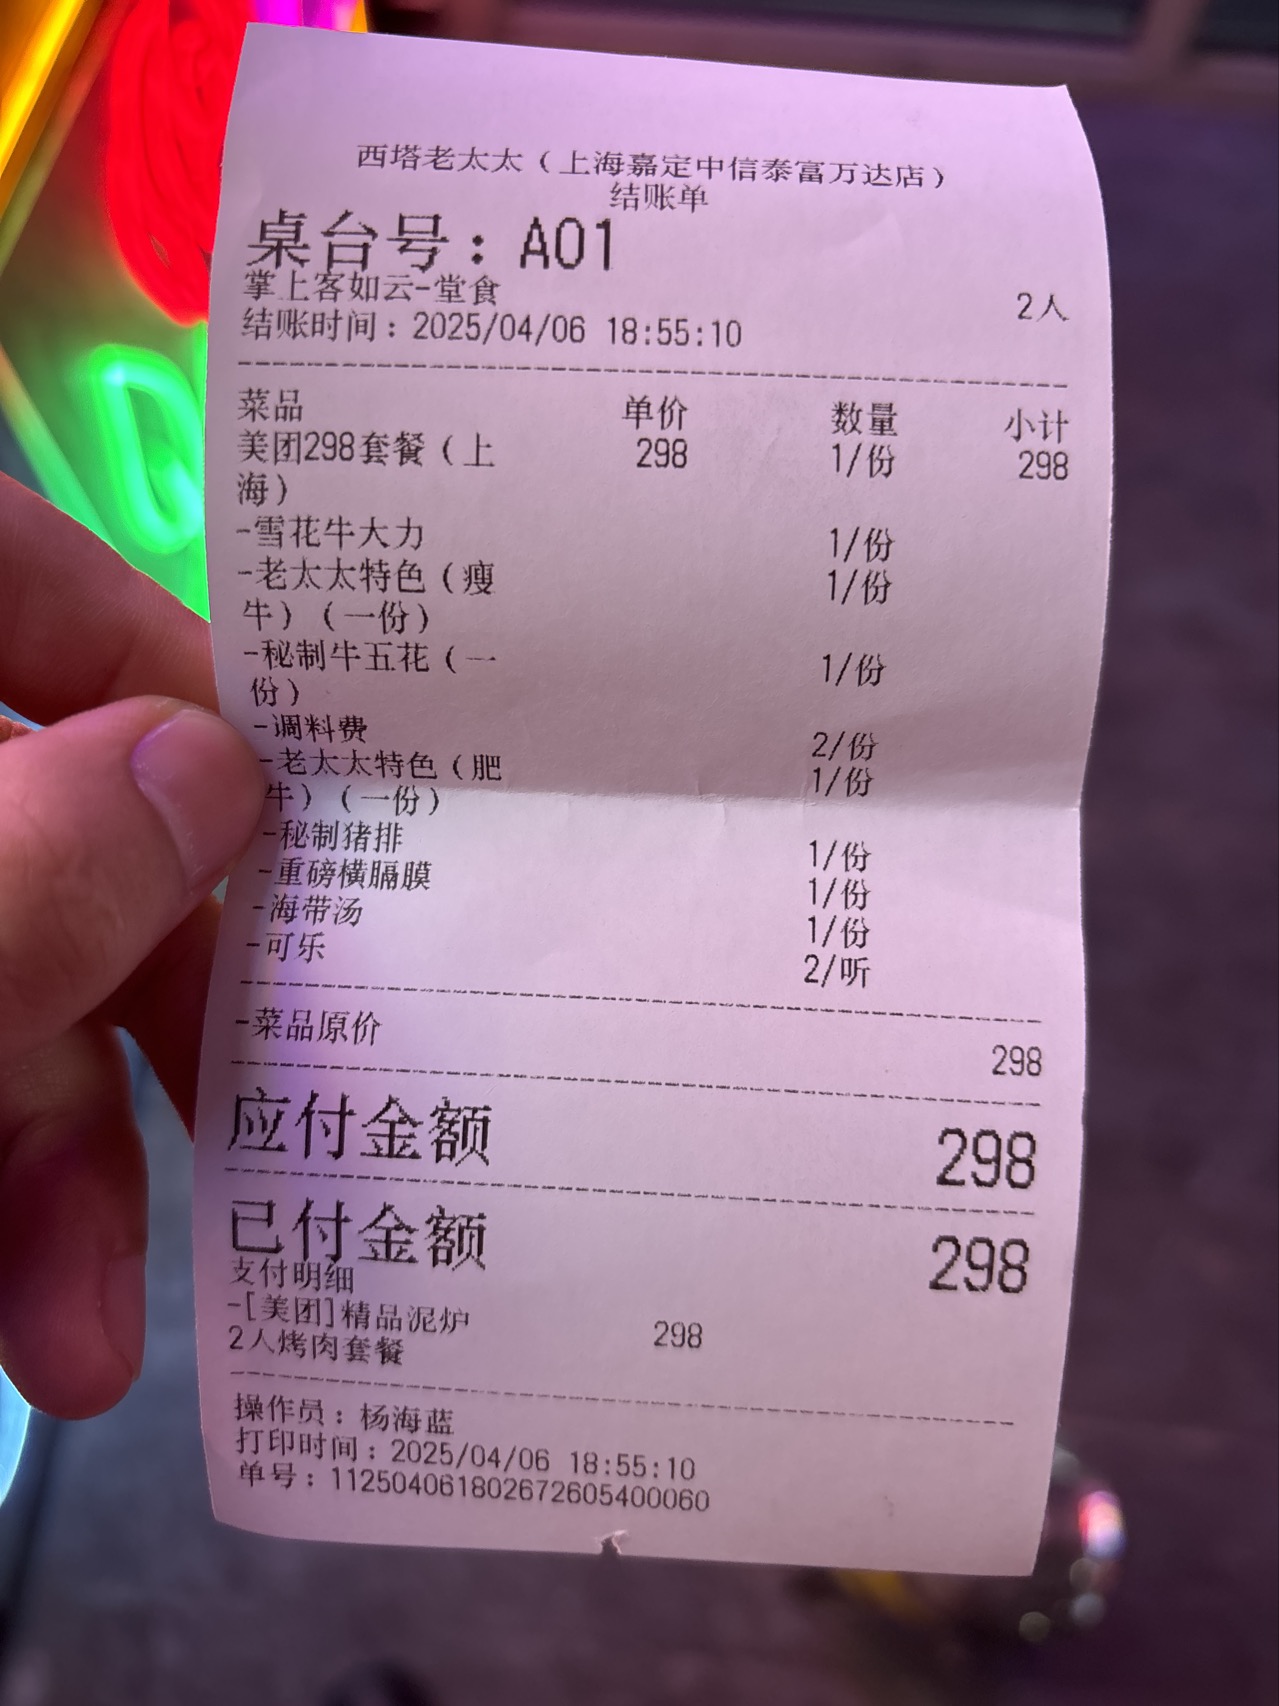 西塔老太太（上海嘉定中信泰富万达店）
结账单
桌台号：A01
掌上客如云-堂食 2人
结账时间：2025/04/06 18:55:10
菜品 单价 数量 小计
美团298套餐（上 298 1/份 298
海）
-雪花牛大力 1/份
-老太太特色（瘦 1/份
牛）（一份）
-秘制牛五花（一 1/份
份）
-调料费 2/份
-老太太特色（肥 1/份
牛）（一份）
-秘制猪排 1/份
-重磅横膈膜 1/份
-海带汤 1/份
-可乐 2/听
-菜品原价 298
应付金额 298
已付金额 298
支付明细
-[美团]精品泥炉 298
2人烤肉套餐
操作员：杨海蓝
打印时间：2025/04/06 18:55:10
单号：112504061802672605400060